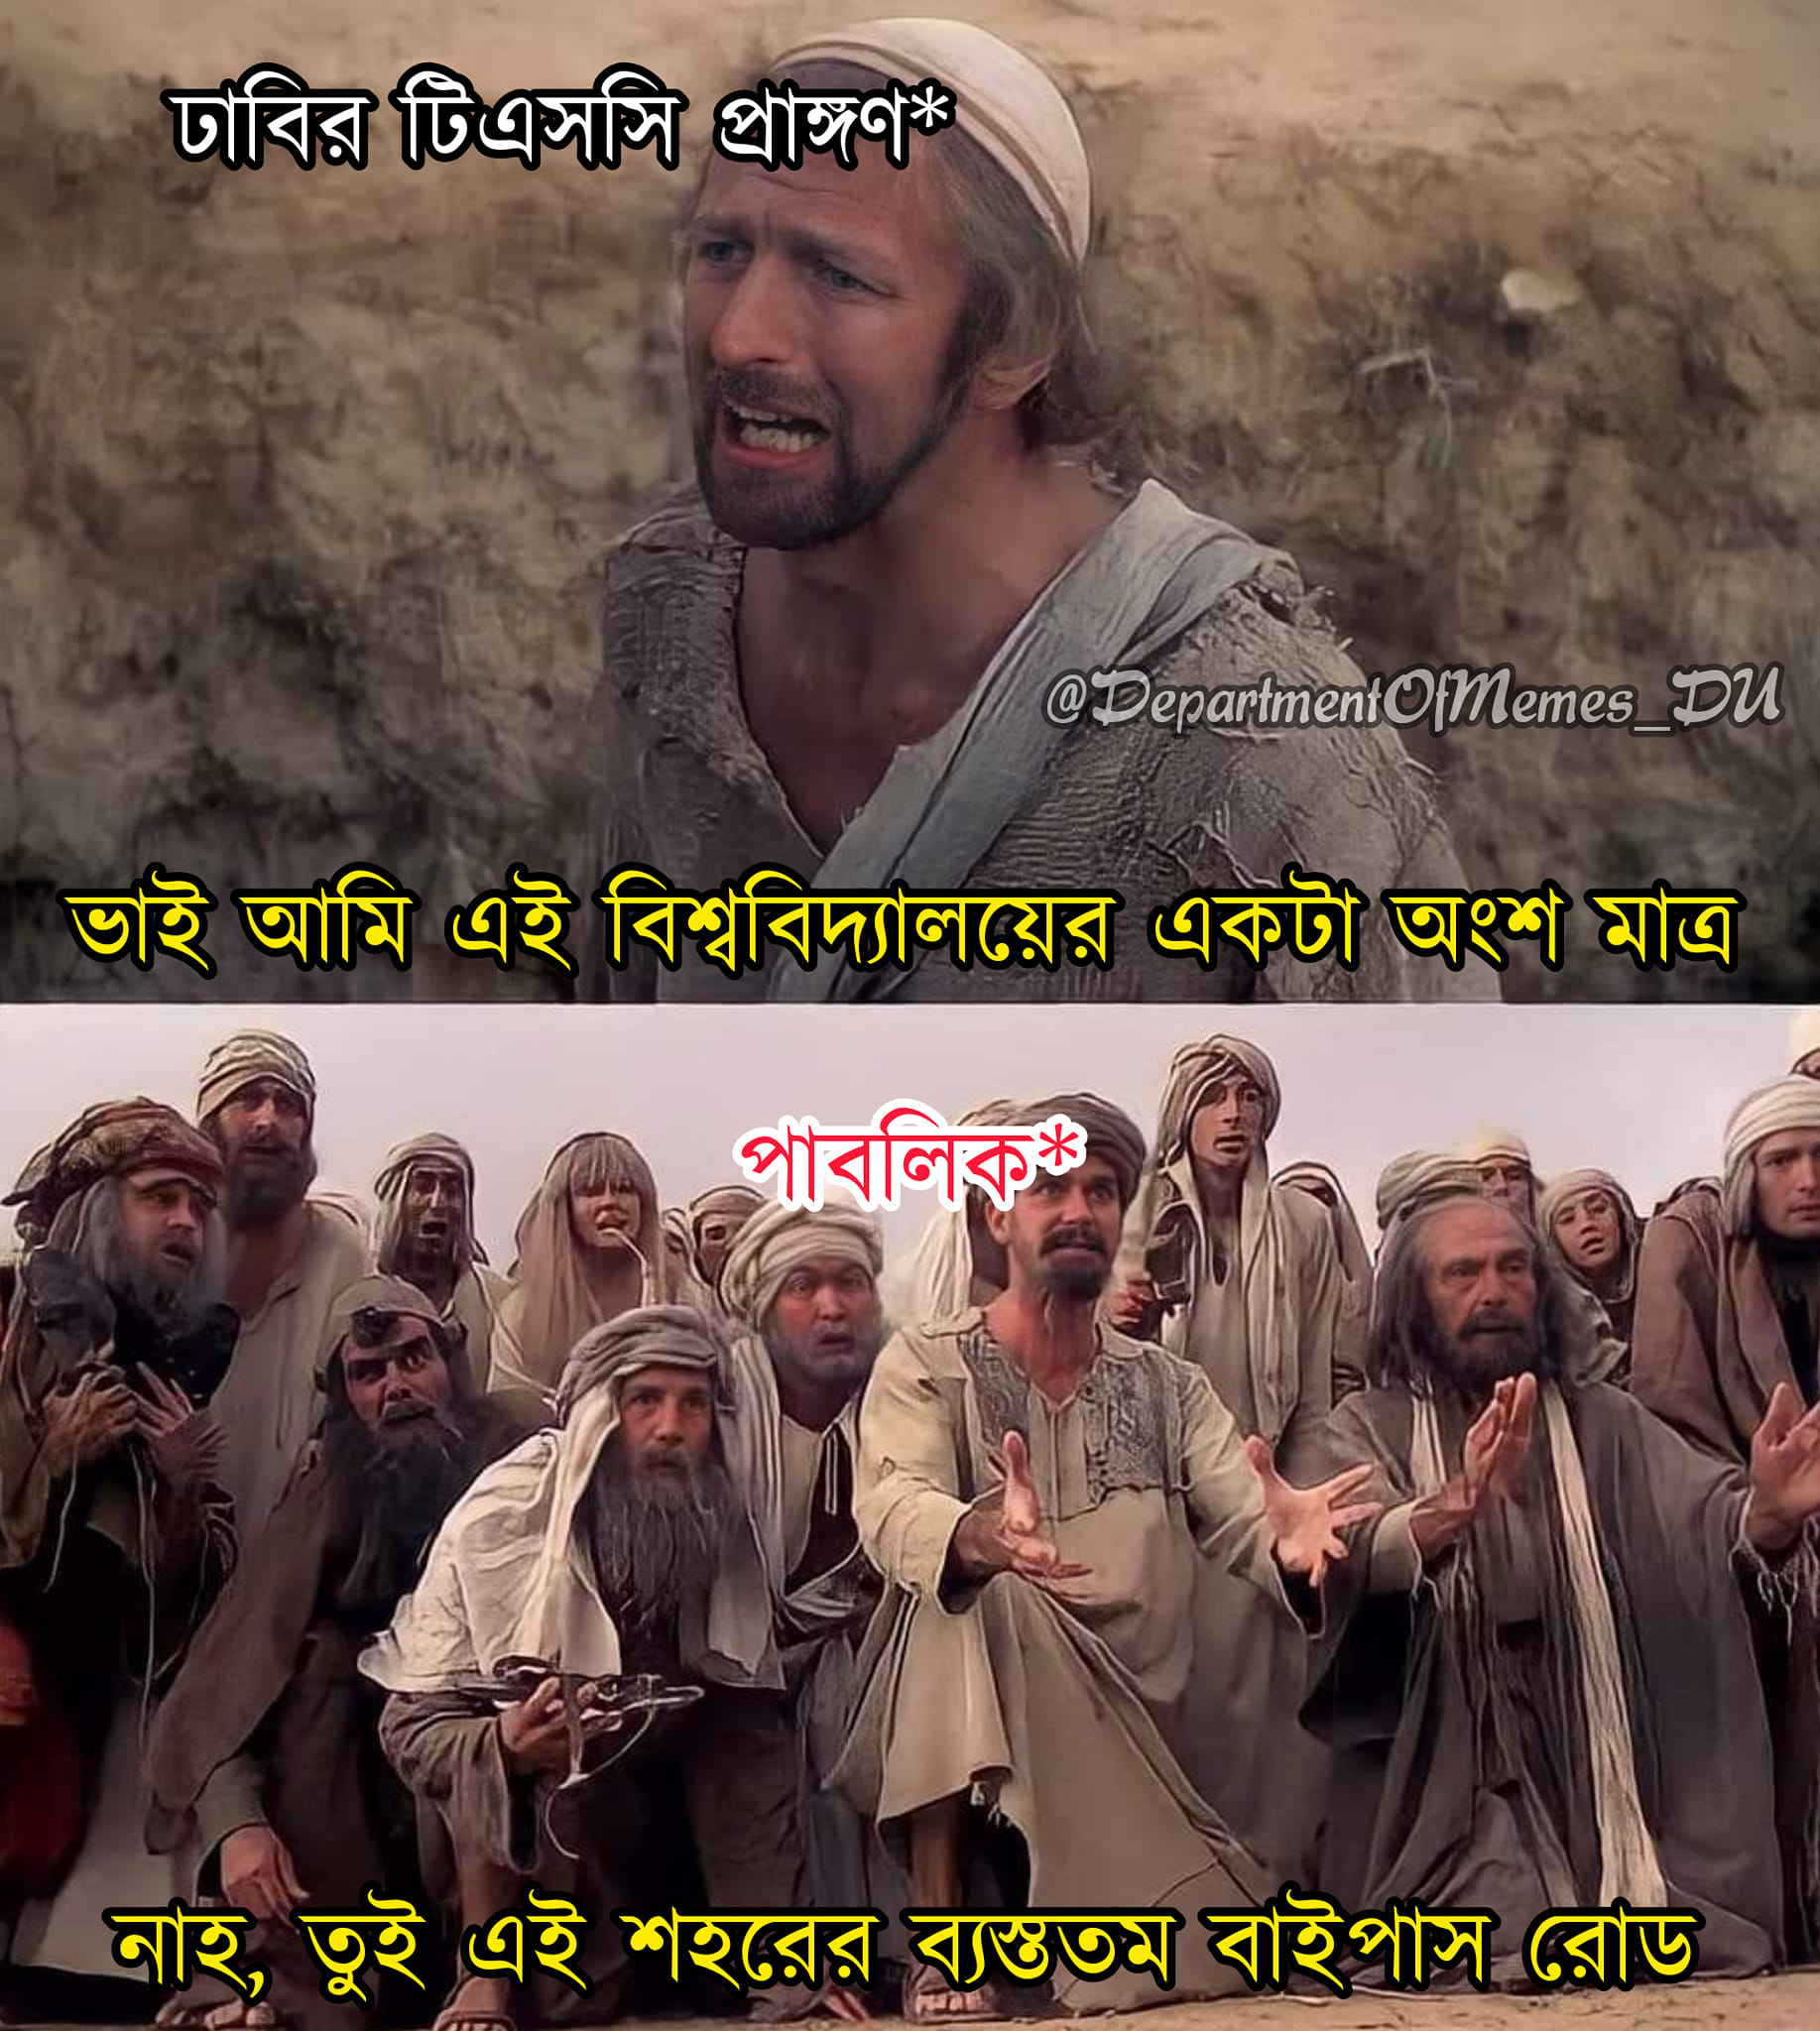 ঢাবির টিএসসি প্রাঙ্গণ*
@DepartmentOfMemes_DU
ভাই আমি এই বিশ্ববিদ্যালয়ের একটা অংশ মাত্র
পাবলিক*
নাহ, তুই এই শহরের ব্যস্ততম বাইপাস রোড